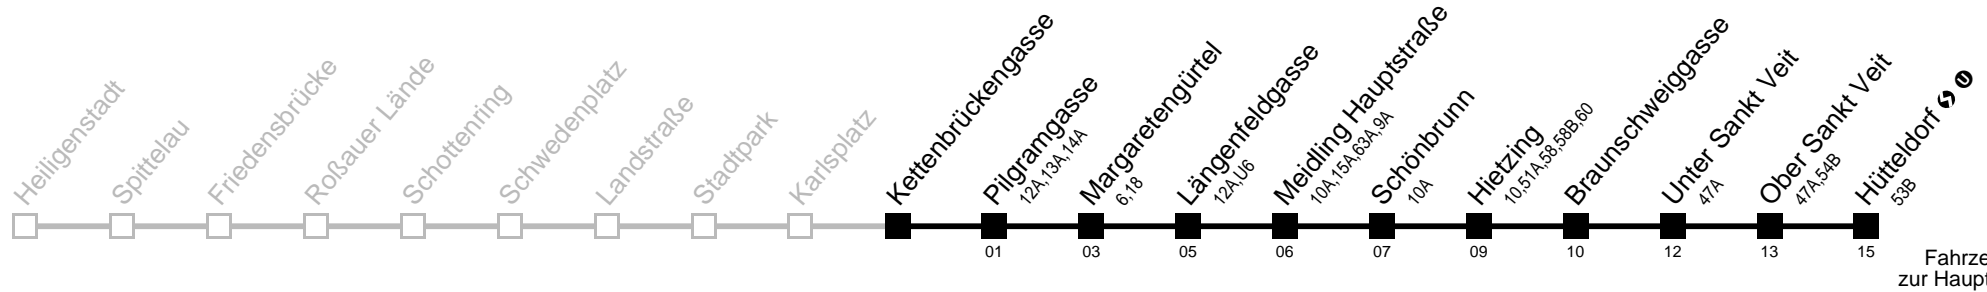 Heiligenstadt
Spittelau
Friedensbrücke
Roßauer Lände
Schottenring
Schwedenplatz
Landstraße
Stadtpark
Karlsplatz
Kettenbrückengasse
Pilgramgasse
12A,13A,14A
Margaretengürtel
6,18
Längenfeldgasse
12A,U6
Meidling Hauptstraße
10A,15A,63A,9A
Schönbrunn
10A
Hietzing
10,51A,58,58B,60
Braunschweiggasse
Unter Sankt Veit
47A
Ober Sankt Veit
47A,54B
Hütteldorf S U
53B
01 03 05 06 07 09 10 12 13 15
Fahrze
zur Haupt